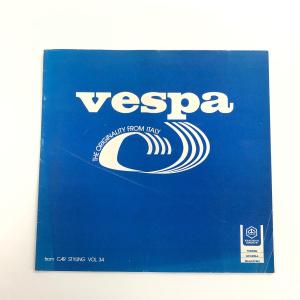 vespa
THE ORIGINALITY FROM ITALY
from CAR STYLING VOL.34